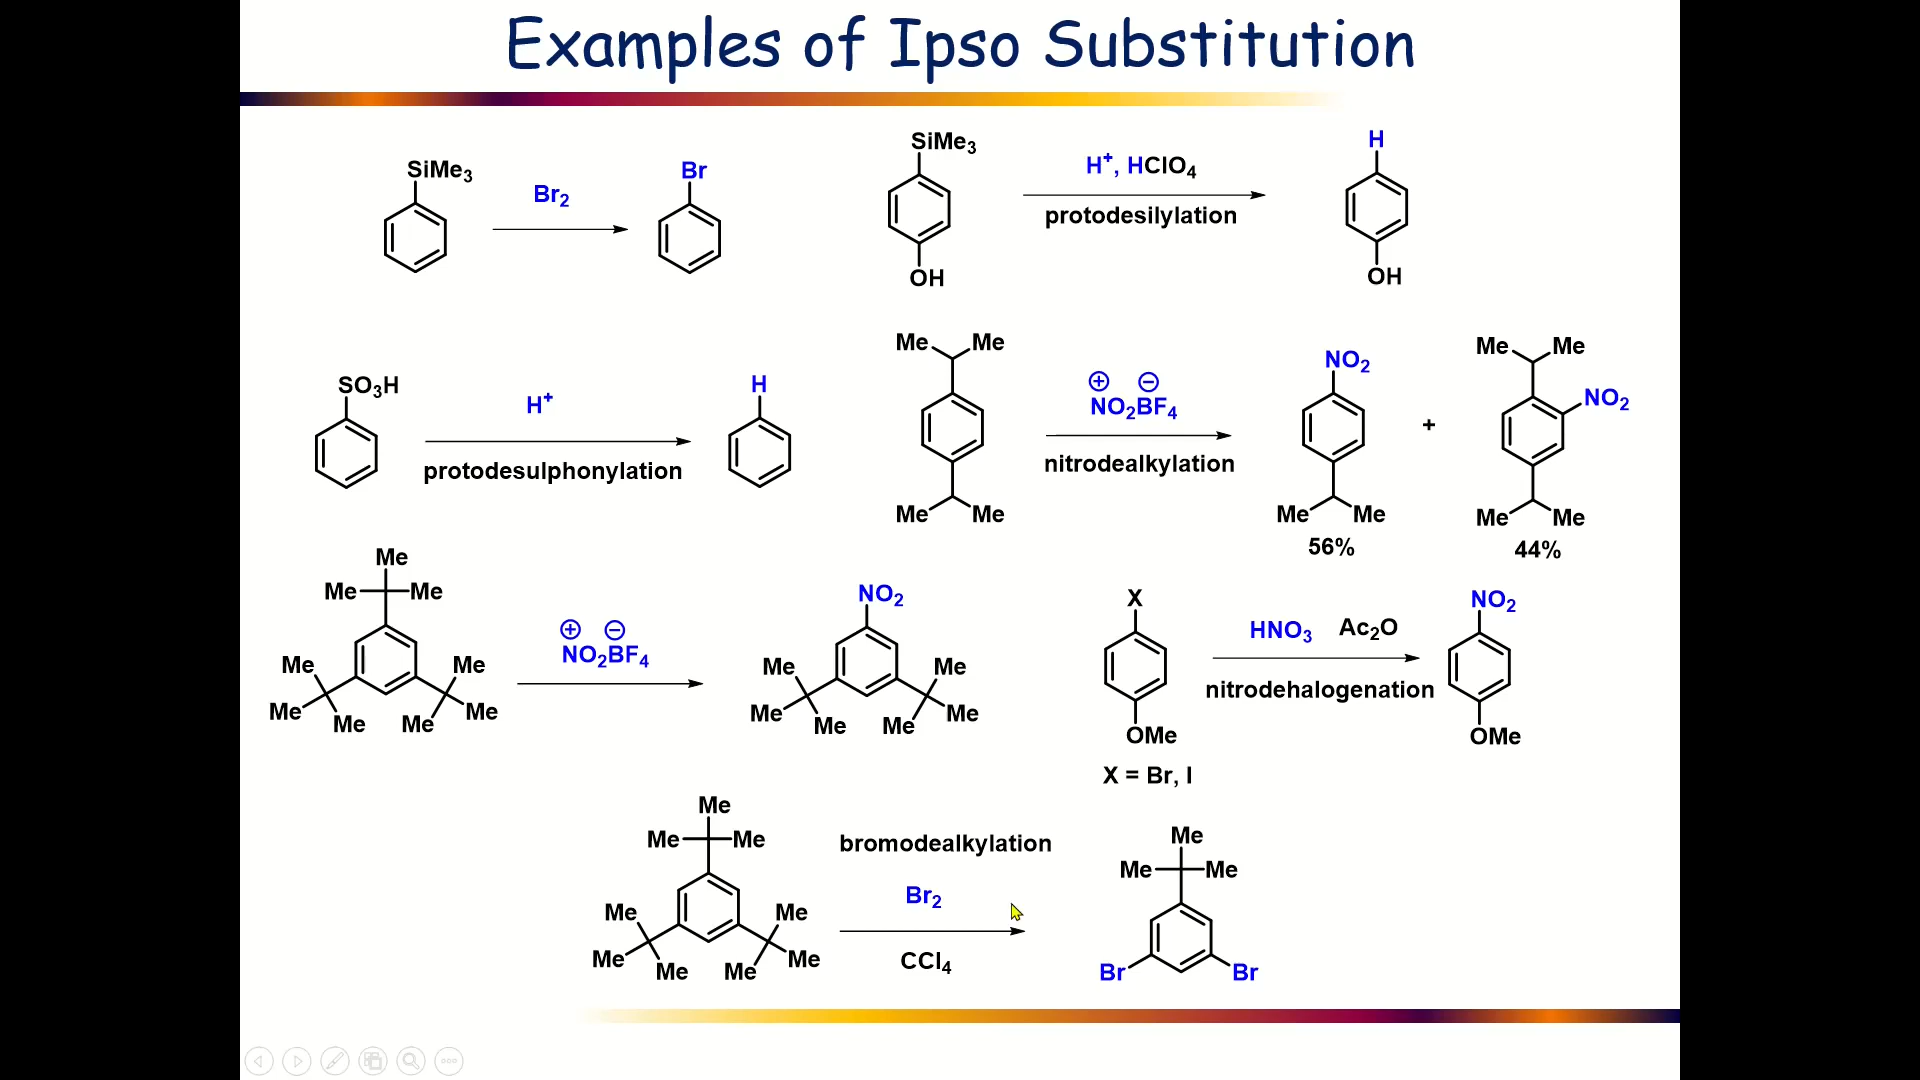 Examples of Ipso Substitution
SiMe3
Br2
Br
SiMe3
OH
H+, HClO4
protodesilylation
H
OH
SO3H
H+
protodesulphonylation
H
Me Me
Me Me
⊕ ⊖
NO2BF4
nitrodealkylation
NO2
Me Me
56%
+
Me Me
NO2
Me Me
44%
Me
Me Me
Me Me
Me Me Me Me
⊕ ⊖
NO2BF4
NO2
Me Me
Me Me Me Me
X
OMe
X = Br, I
HNO3 Ac2O
nitrodehalogenation
NO2
OMe
Me
Me Me
Me Me
Me Me Me Me
bromodealkylation
Br2
CCl4
Me
Me Me
Br Br